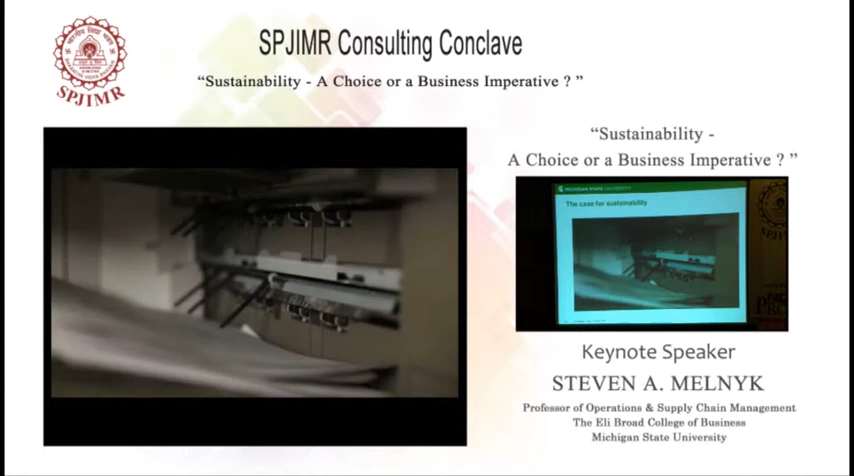 SPJIMR Consulting Conclave
“Sustainability - A Choice or a Business Imperative ? ”
SPJIMR
“Sustainability -
A Choice or a Business Imperative ? ”
MICHIGAN STATE UNIVERSITY
The case for sustainability
Keynote Speaker
STEVEN A. MELNYK
Professor of Operations & Supply Chain Management
The Eli Broad College of Business
Michigan State University